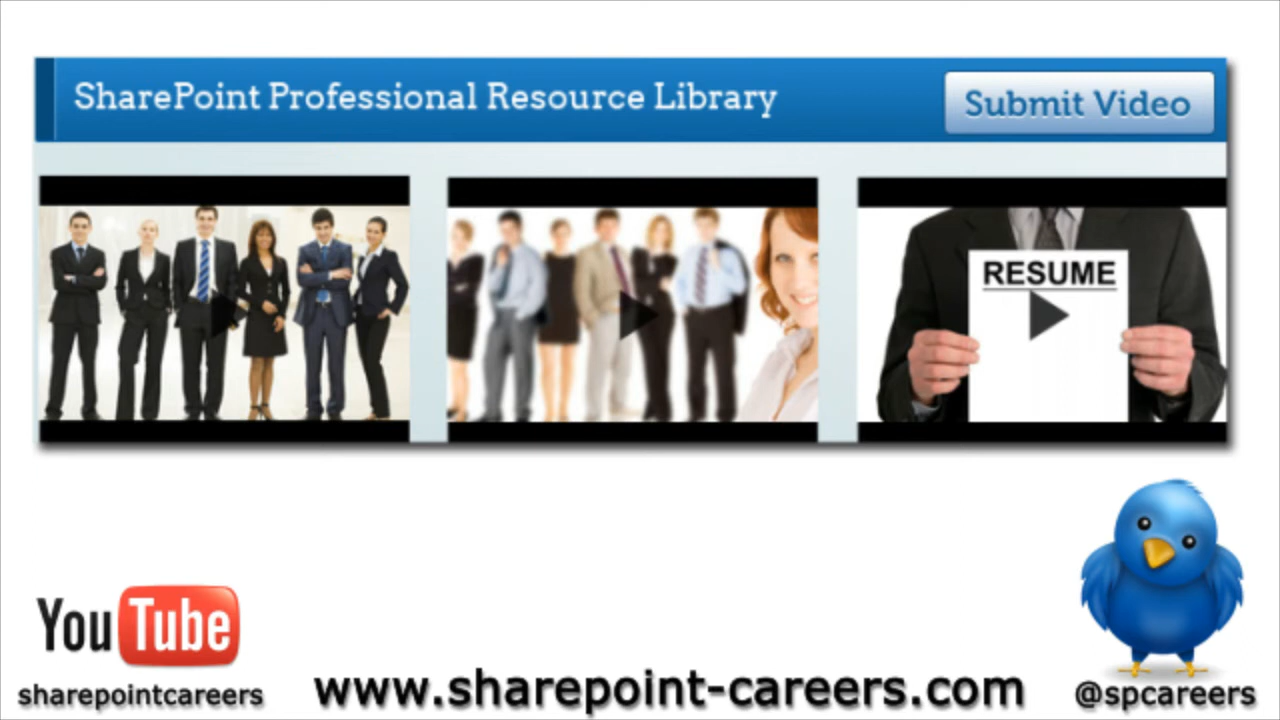 SharePoint Professional Resource Library
Submit Video
RESUME
YouTube
sharepointcareers
www.sharepoint-careers.com
@spcareers